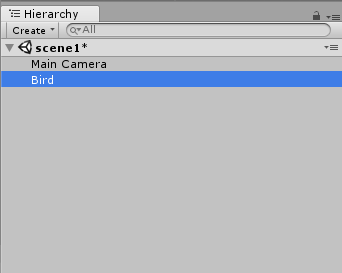 Hierarchy
Create All
scene1*
Main Camera
Bird